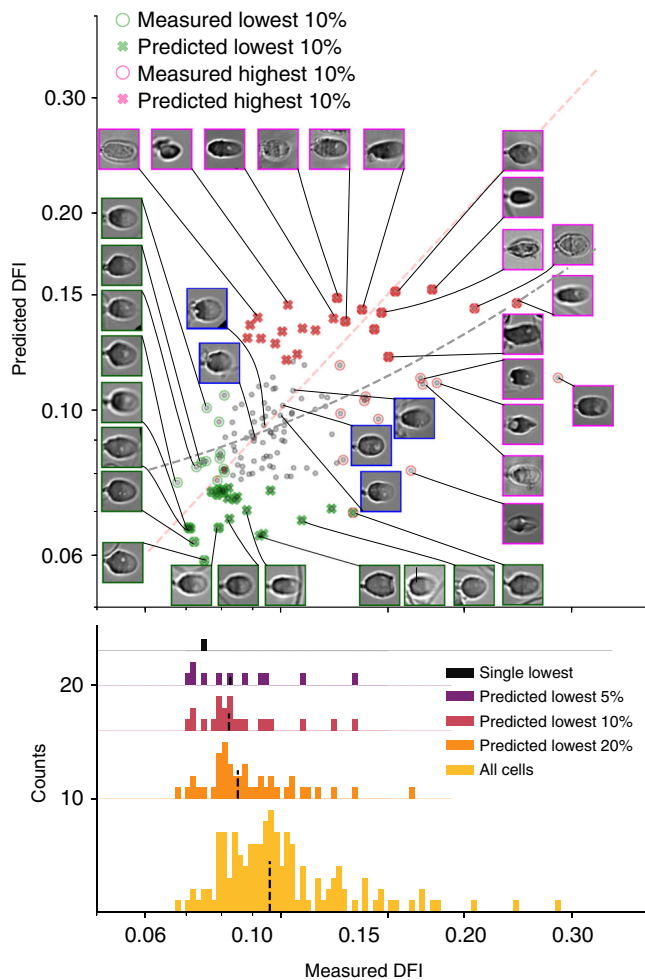 Measured lowest 10%
Predicted lowest 10%
Measured highest 10%
Predicted highest 10%
0.30
0.20
0.15
0.10
0.06
Predicted DFI
Single lowest
Predicted lowest 5%
Predicted lowest 10%
Predicted lowest 20%
All cells
20
10
Counts
0.06
0.10
0.15
0.20
0.30
Measured DFI